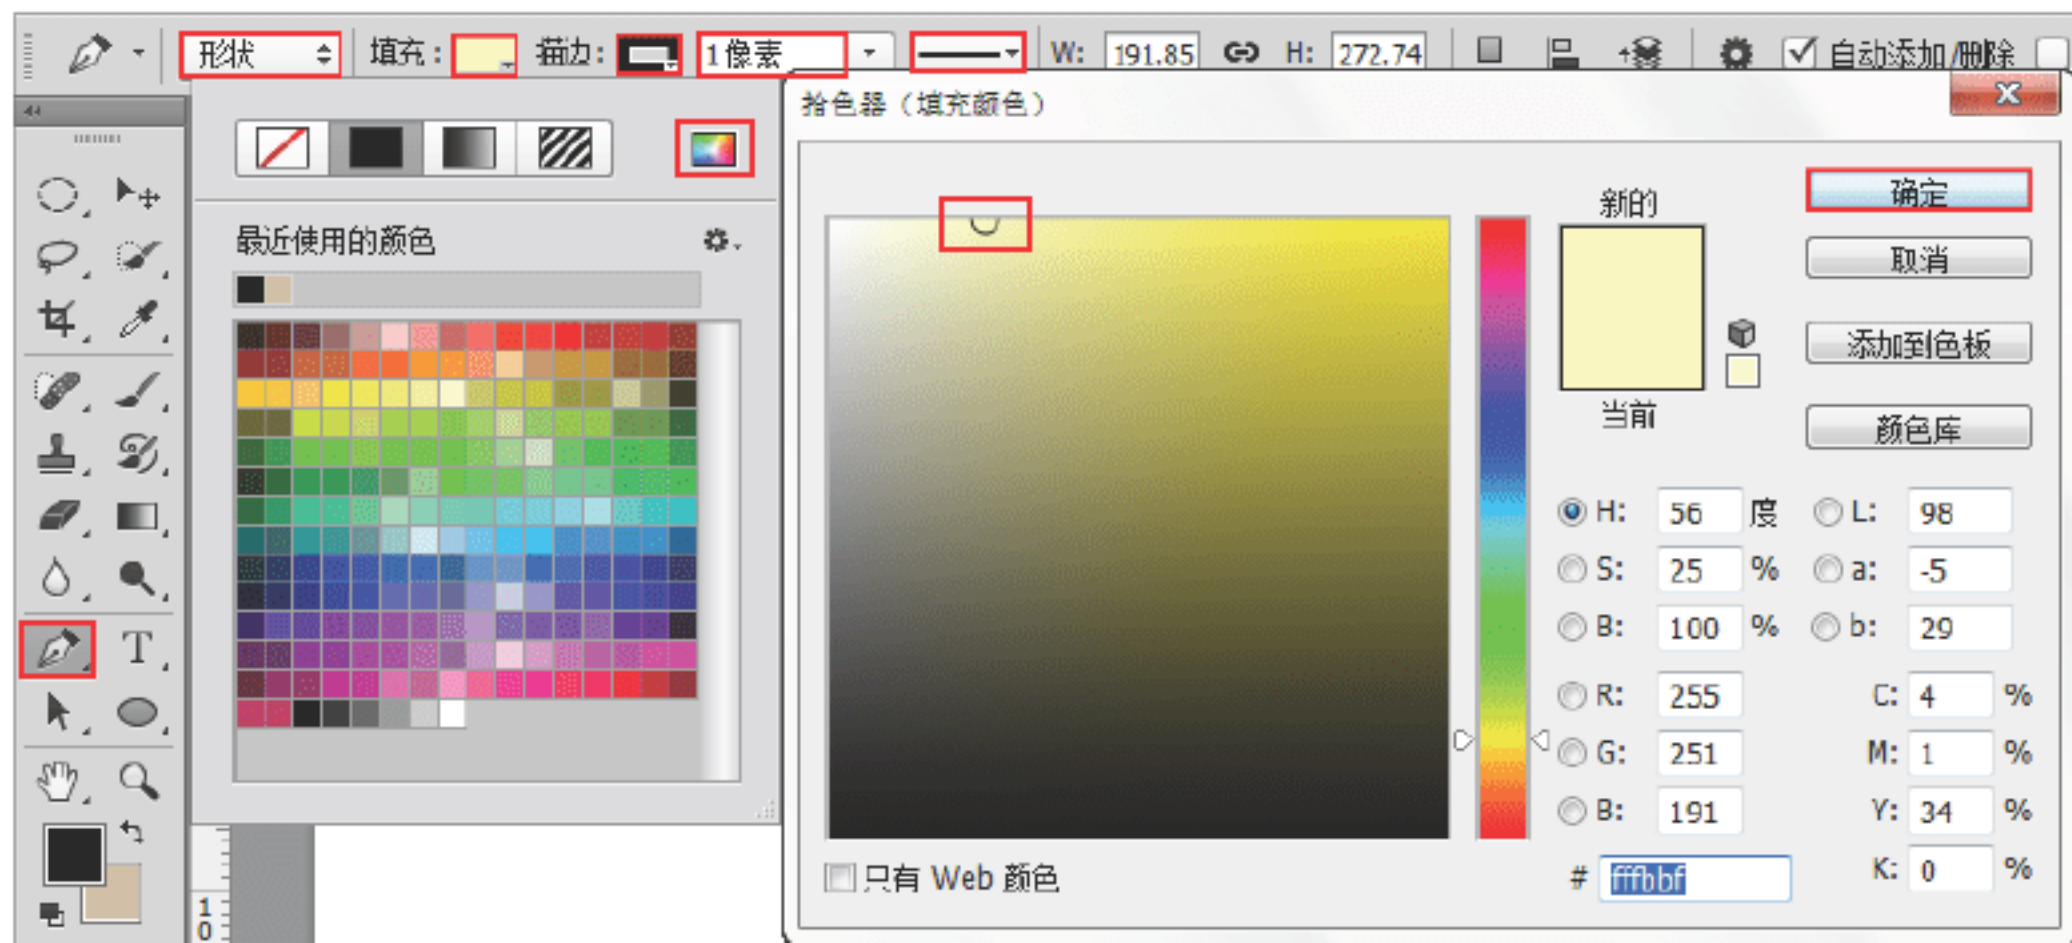 形状 填充: 描边: 1像素 W: 191.85 H: 272.74 自动添加/删除
拾色器（填充颜色）
最近使用的颜色
新的
当前
确定
取消
添加到色板
颜色库
H: 56 度 L: 98
S: 25 % a: -5
B: 100 % b: 29
R: 255 C: 4 %
G: 251 M: 1 %
B: 191 Y: 34 %
# fffbbf K: 0 %
只有 Web 颜色
T
1
0